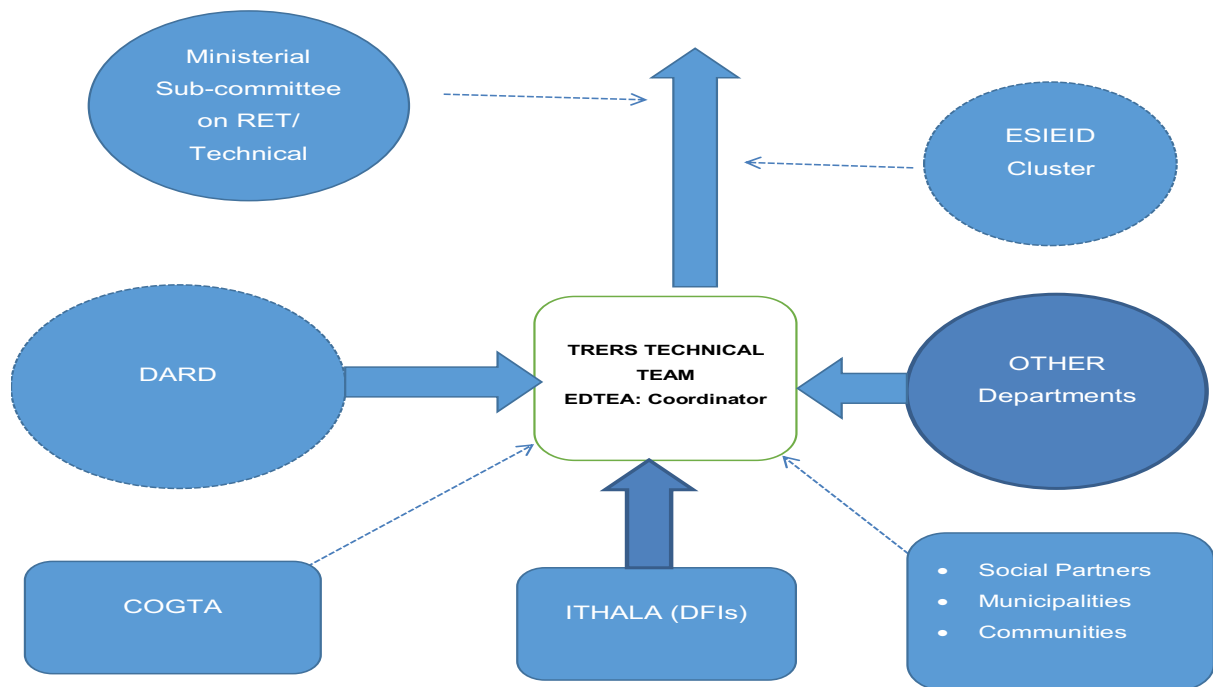 Ministerial
Sub-committee
on RET/
Technical
ESIEID
Cluster
DARD
TRERS TECHNICAL
TEAM
EDTEA: Coordinator
OTHER
Departments
COGTA
ITHALA (DFIs)
• Social Partners
• Municipalities
• Communities